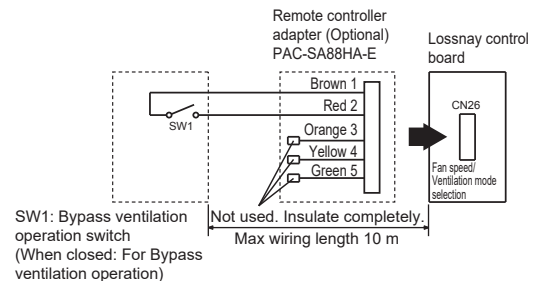 Remote controller
adapter (Optional)
PAC-SA88HA-E
Lossnay control
board
Brown 1
Red 2
SW1
Orange 3
Yellow 4
Green 5
CN26
Fan speed/
Ventilation mode
selection
SW1: Bypass ventilation
operation switch
(When closed: For Bypass
ventilation operation)
Not used. Insulate completely.
Max wiring length 10 m